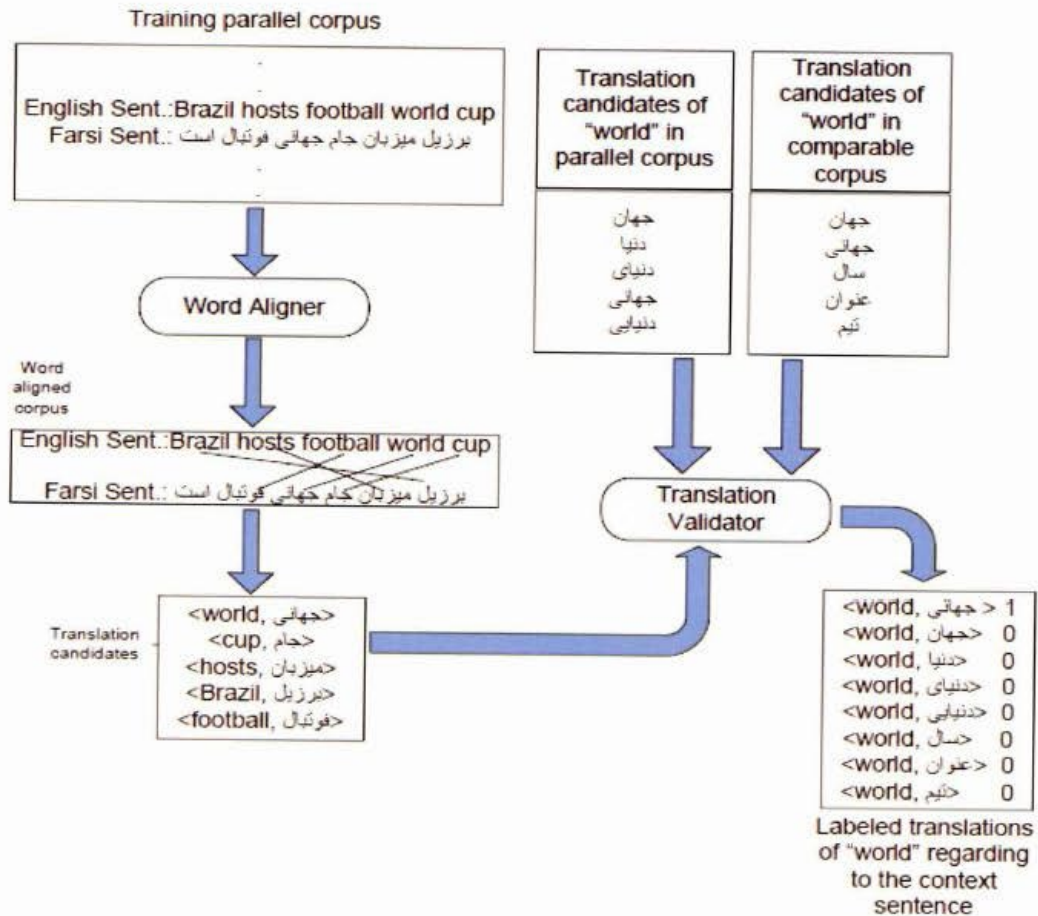 Training parallel corpus
.
.
English Sent.:Brazil hosts football world cup
Farsi Sent.: برزیل میزبان جام جهانی فوتبال است
.
.
Word Aligner
Word
aligned
corpus
English Sent.:Brazil hosts football world cup
Farsi Sent.: برزیل میزبان جام جهانی فوتبال است
Translation
candidates
<world, جهانی>
<cup, جام>
<hosts, میزبان>
<Brazil, برزیل>
<football, فوتبال>
Translation
candidates of
"world" in
parallel corpus
جهان
دنیا
دنیای
جهانی
دنیایی
Translation
candidates of
"world" in
comparable
corpus
جهان
جهانی
سال
عنوان
تیم
Translation
Validator
<world, جهانی > 1
<world, جهان> 0
<world, دنیا> 0
<world, دنیای> 0
<world, دنیایی> 0
<world, سال> 0
<world, عنوان> 0
<world, تیم> 0
Labeled translations
of "world" regarding
to the context
sentence